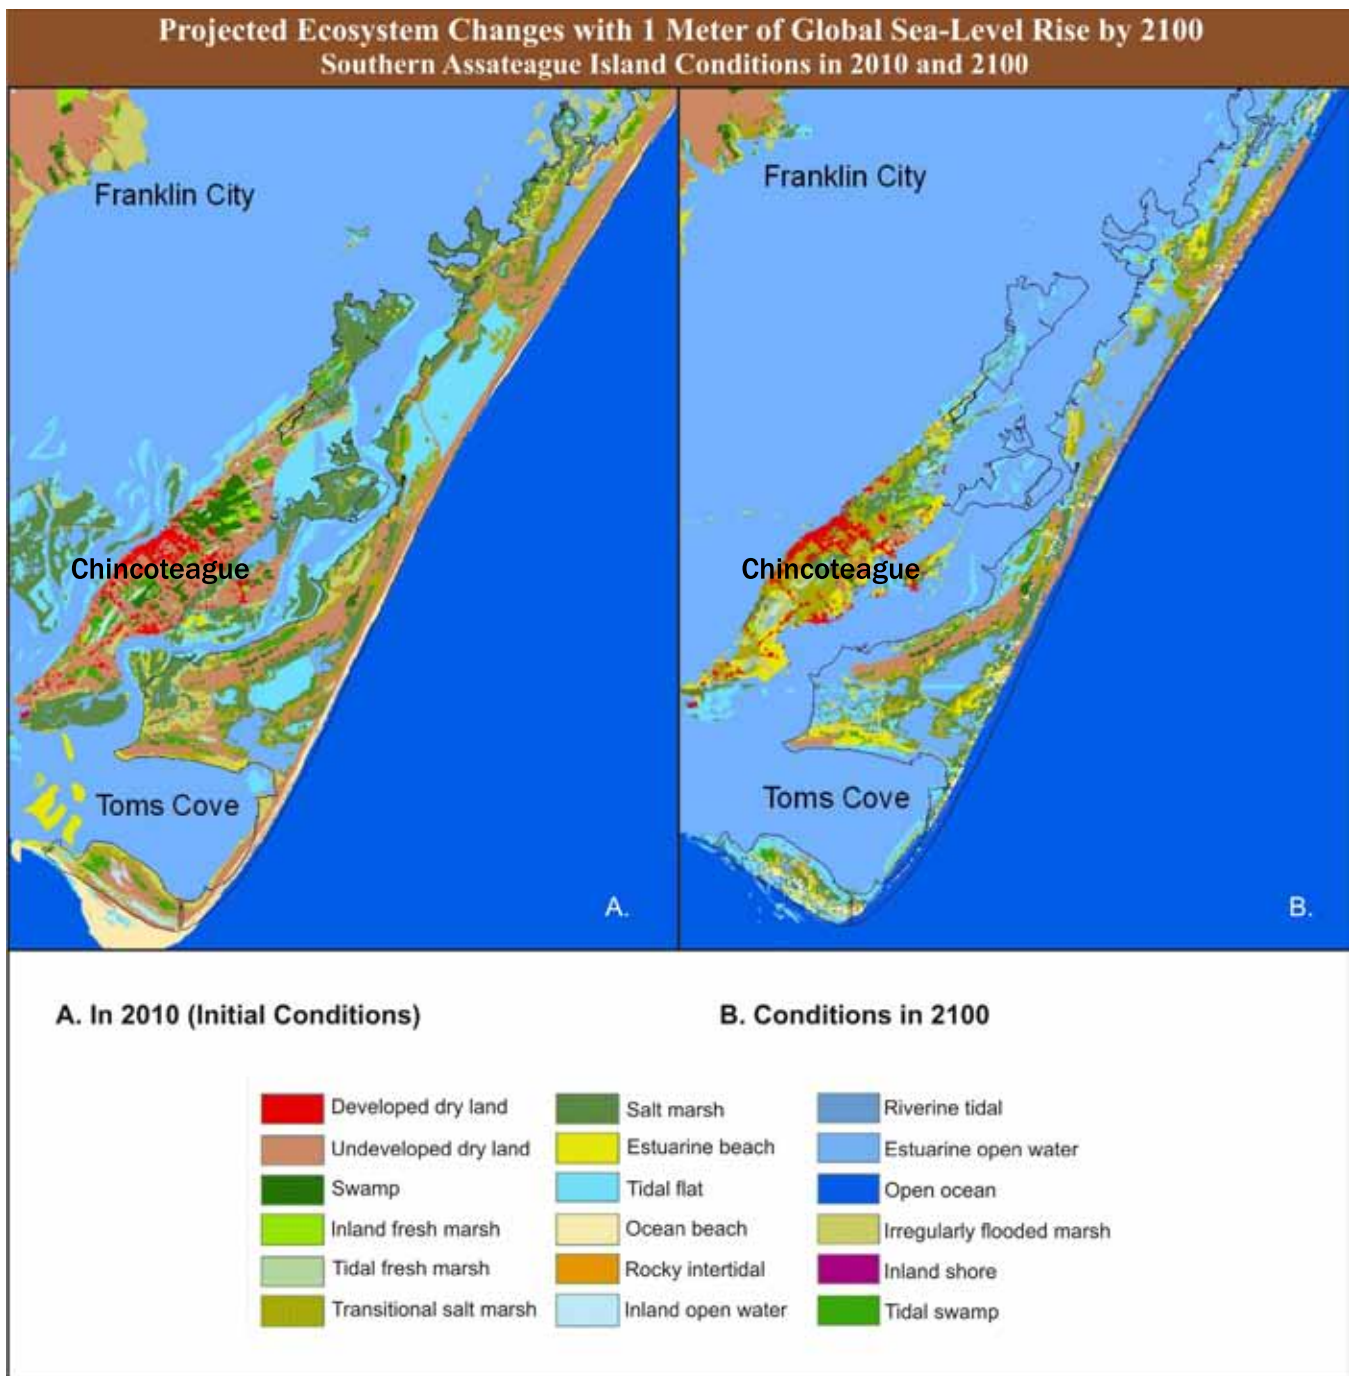 Projected Ecosystem Changes with 1 Meter of Global Sea-Level Rise by 2100
Southern Assateague Island Conditions in 2010 and 2100
Franklin City
Chincoteague
Toms Cove
A.
Franklin City
Chincoteague
Toms Cove
B.
A. In 2010 (Initial Conditions)
B. Conditions in 2100
Developed dry land
Undeveloped dry land
Swamp
Inland fresh marsh
Tidal fresh marsh
Transitional salt marsh
Salt marsh
Estuarine beach
Tidal flat
Ocean beach
Rocky intertidal
Inland open water
Riverine tidal
Estuarine open water
Open ocean
Irregularly flooded marsh
Inland shore
Tidal swamp